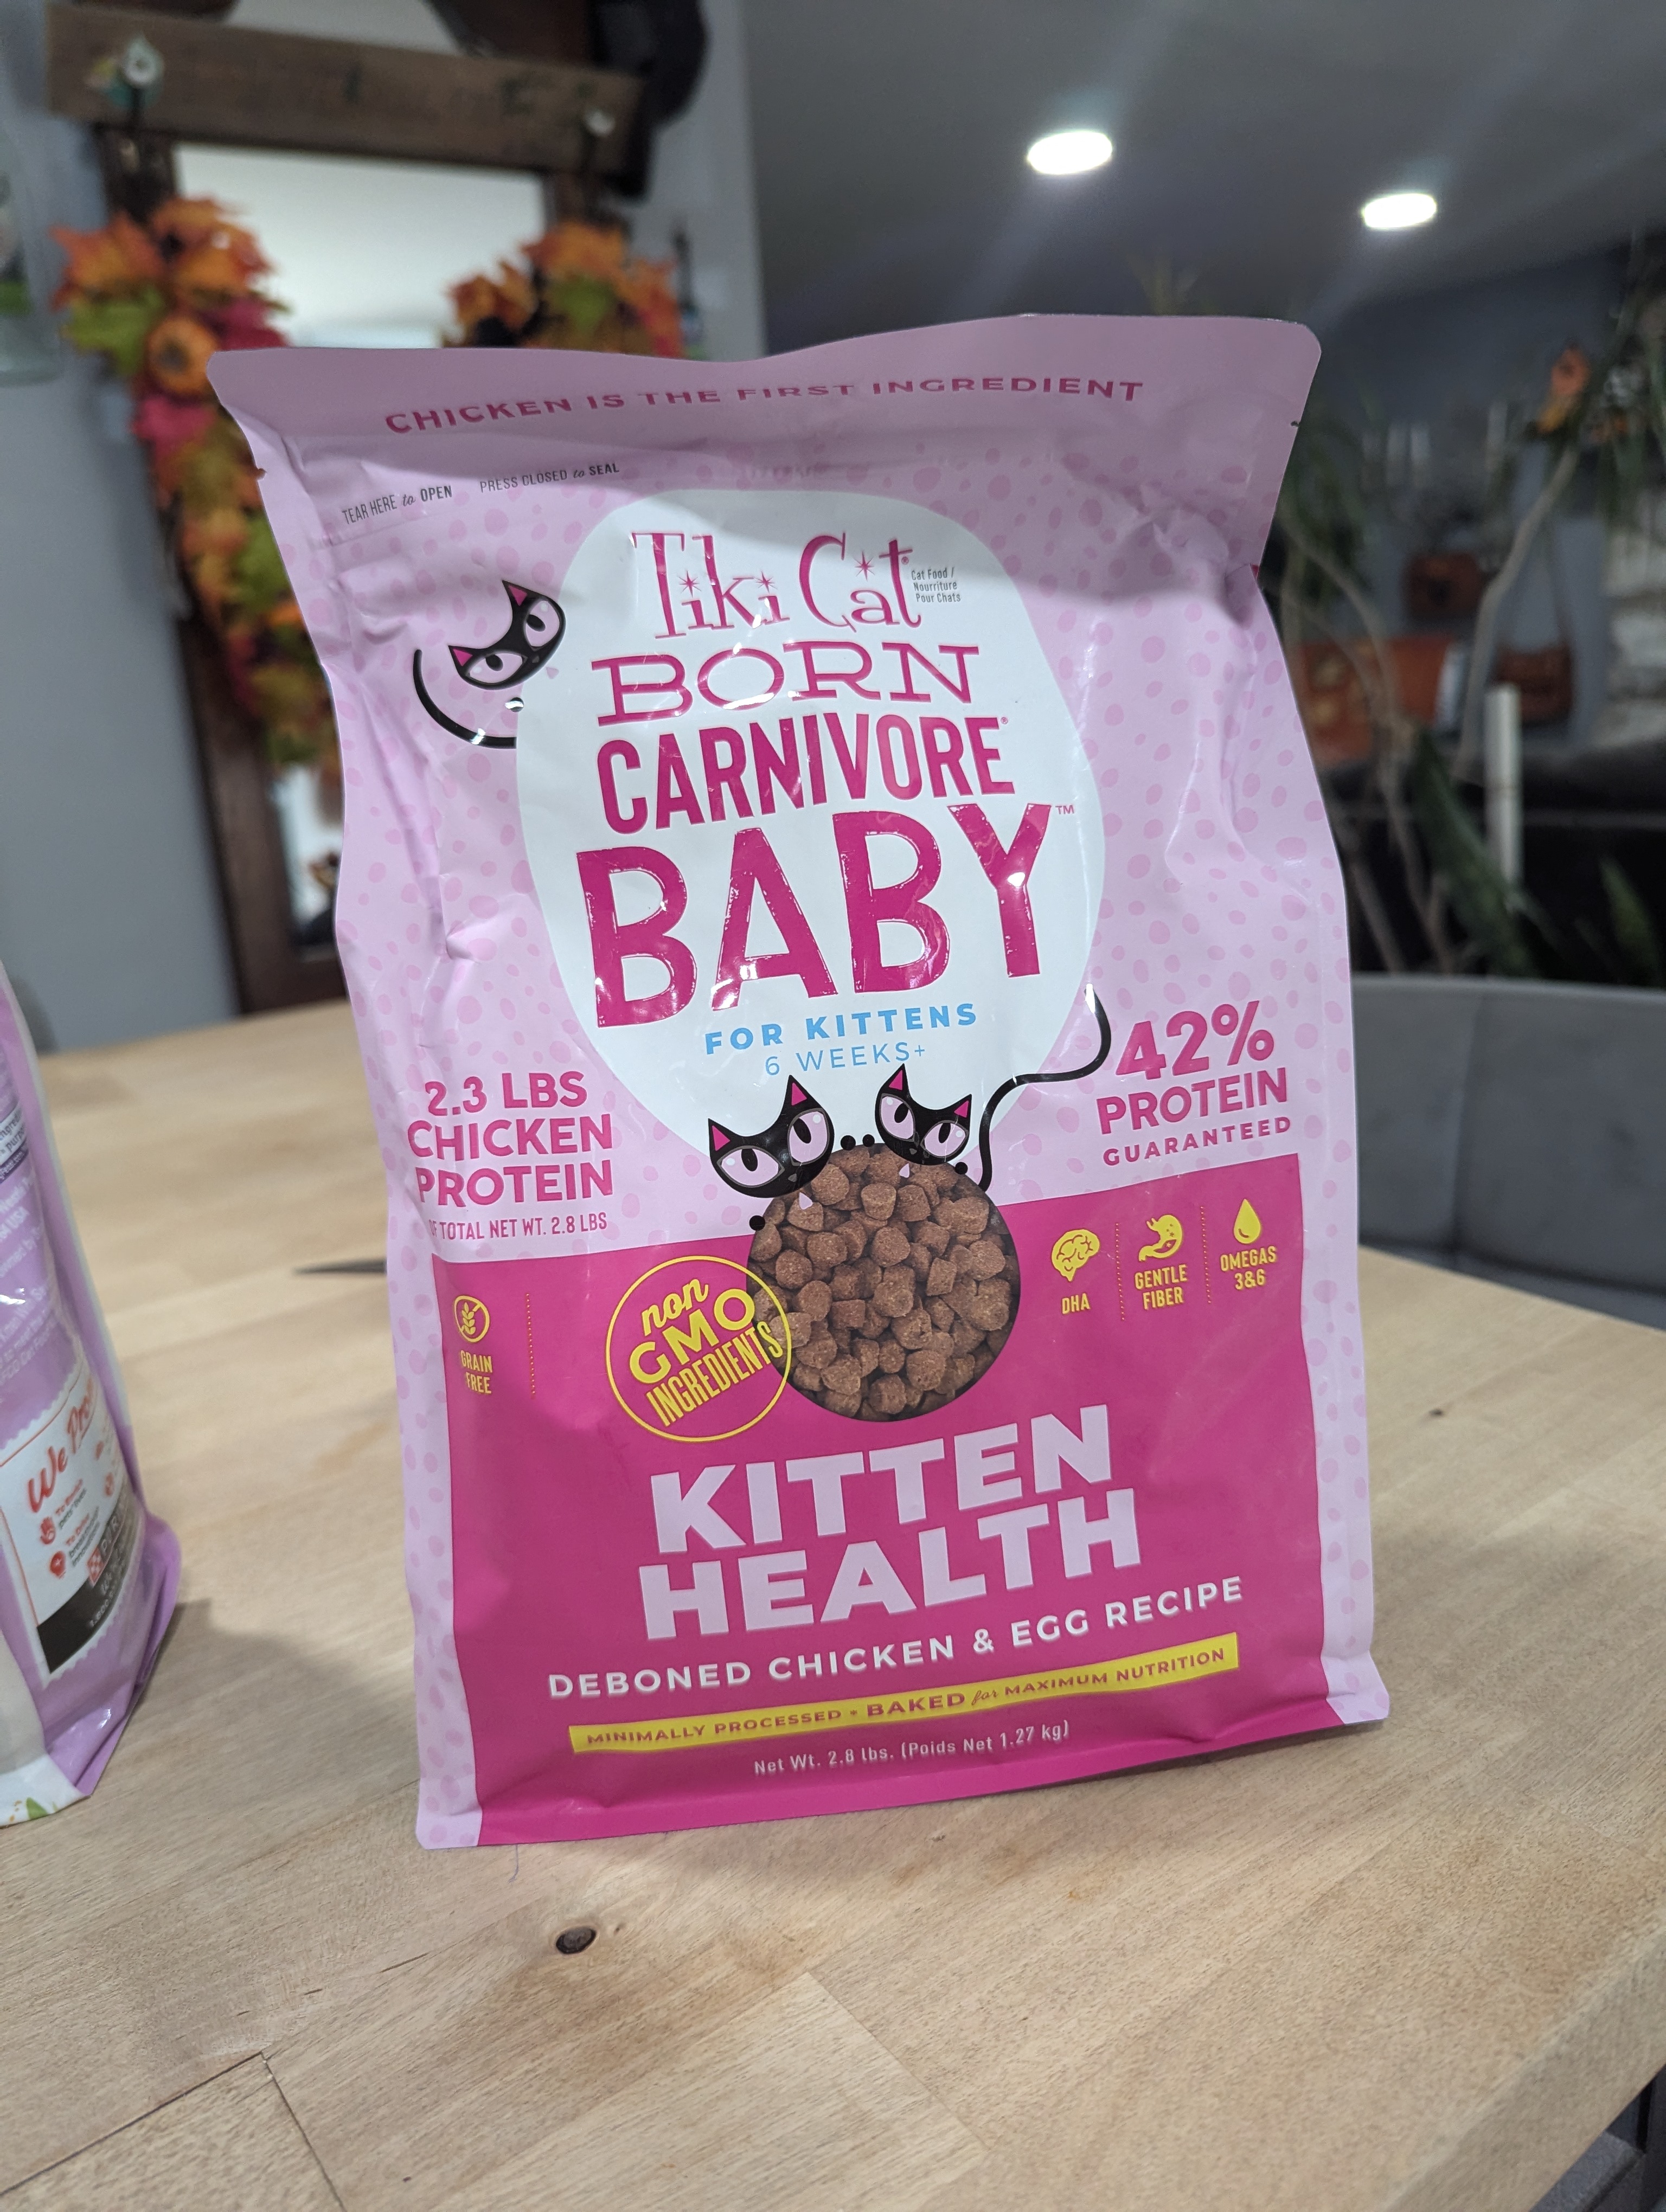 CHICKEN IS THE FIRST INGREDIENT
TEAR HERE to OPEN PRESS CLOSED to SEAL
Tiki Cat®
Cat Food /
Nourriture
Pour Chats
BORN
CARNIVORE®
BABY™
FOR KITTENS
6 WEEKS+
2.3 LBS
CHICKEN
PROTEIN
OF TOTAL NET WT. 2.8 LBS
42%
PROTEIN
GUARANTEED
GRAIN
FREE
non
GMO
INGREDIENTS
DHA
GENTLE
FIBER
OMEGAS
3&6
KITTEN
HEALTH
DEBONED CHICKEN & EGG RECIPE
MINIMALLY PROCESSED • BAKED for MAXIMUM NUTRITION
Net Wt. 2.8 lbs. (Poids Net 1.27 kg)
We